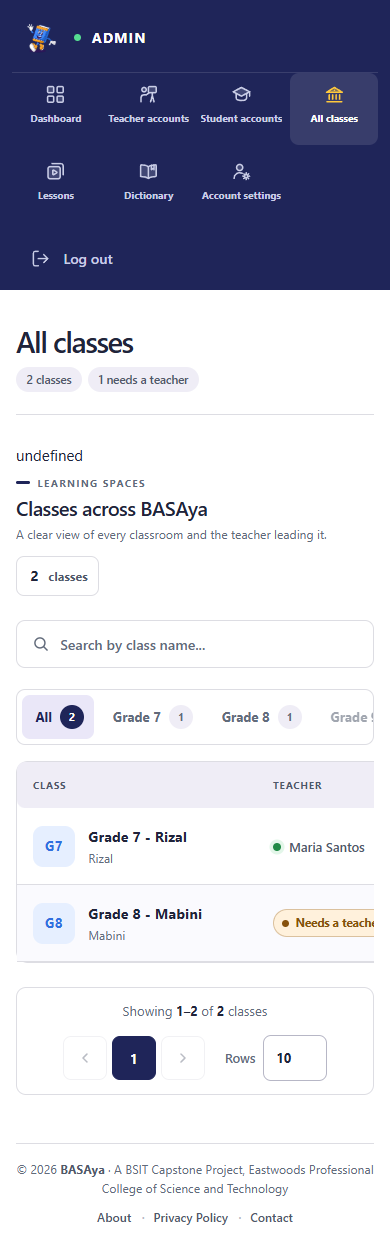 ADMIN
Dashboard
Teacher accounts
Student accounts
All classes
Lessons
Dictionary
Account settings
Log out
All classes
2 classes
1 needs a teacher
undefined
LEARNING SPACES
Classes across BASAya
A clear view of every classroom and the teacher leading it.
2 classes
Search by class name...
All 2
Grade 7 1
Grade 8 1
Grade
CLASS
TEACHER
G7
Grade 7 - Rizal
Rizal
Maria Santos
G8
Grade 8 - Mabini
Mabini
Needs a teache
Showing 1–2 of 2 classes
1
Rows
10
© 2026 BASAya · A BSIT Capstone Project, Eastwoods Professional
College of Science and Technology
About · Privacy Policy · Contact